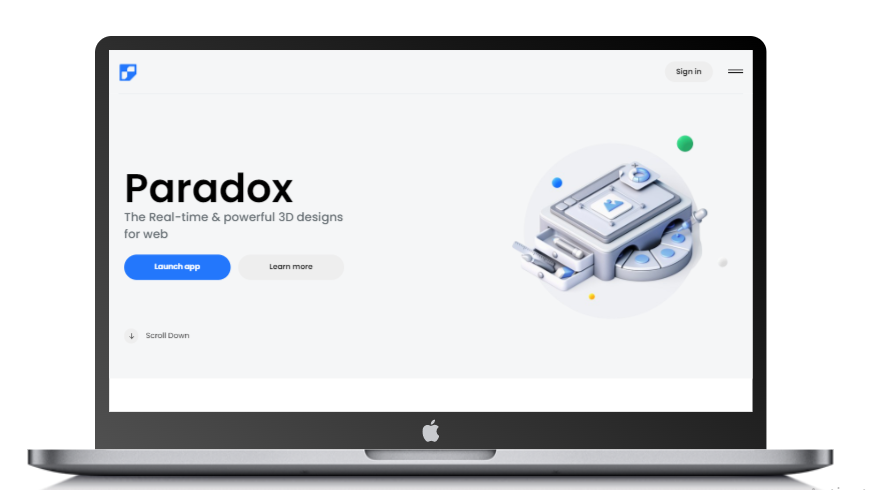 Sign in
Paradox
The Real-time & powerful 3D designs
for web
Launch app
Learn more
Scroll Down